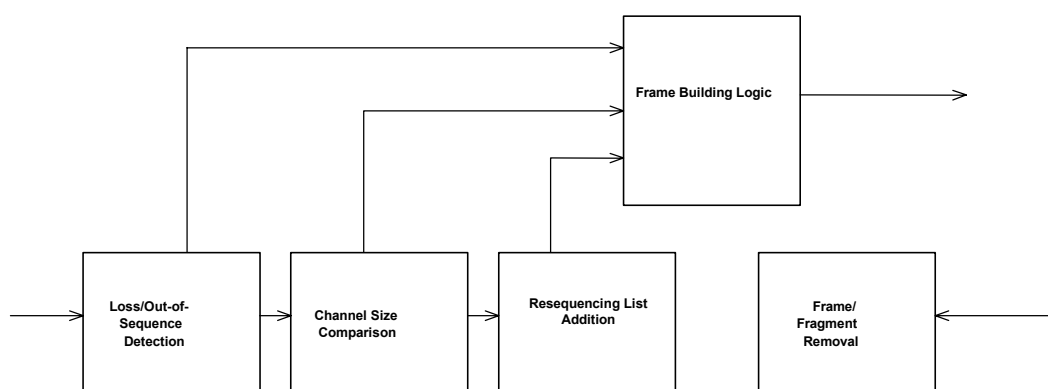 Frame Building Logic
Loss/Out-of-
Sequence
Detection
Channel Size
Comparison
Resequencing List
Addition
Frame/
Fragment
Removal